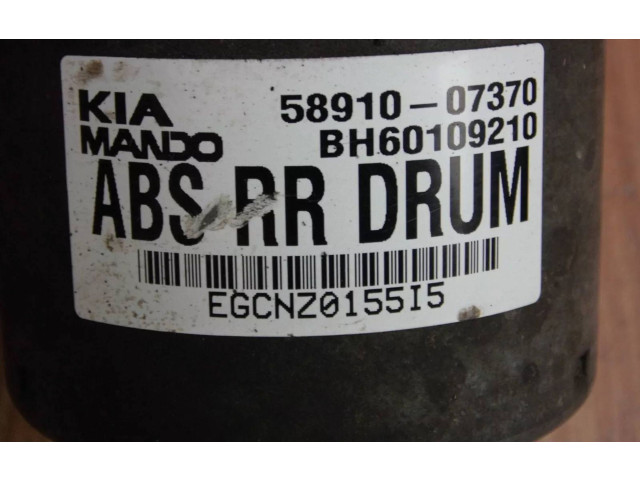 KIA 58910-07370
MANDO BH60109210
ABS RR DRUM
EGCNZ0155I5